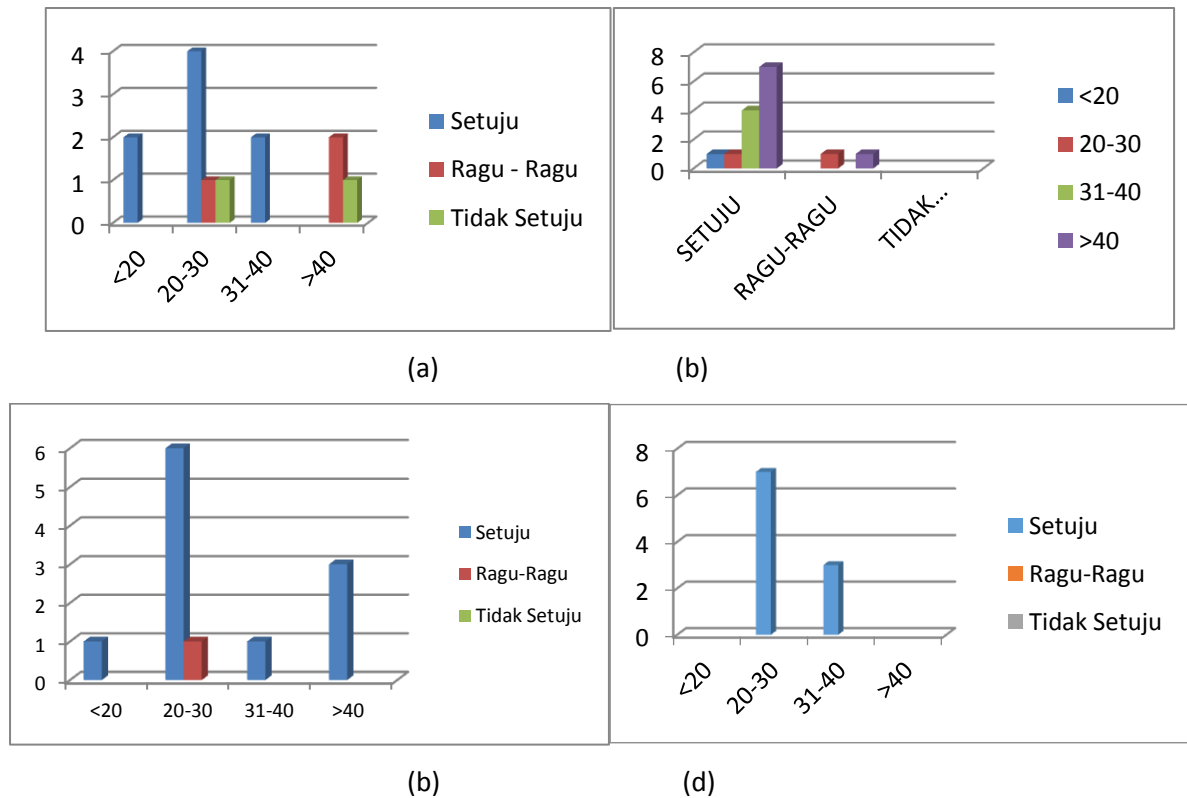 4
3
2
1
0
<20
20-30
31-40
>40
Setuju
Ragu - Ragu
Tidak Setuju
8
6
4
2
0
SETUJU
RAGU-RAGU
TIDAK...
<20
20-30
31-40
>40
(a)
(b)
6
5
4
3
2
1
0
<20
20-30
31-40
>40
Setuju
Ragu-Ragu
Tidak Setuju
8
6
4
2
0
<20
20-30
31-40
>40
Setuju
Ragu-Ragu
Tidak Setuju
(b)
(d)